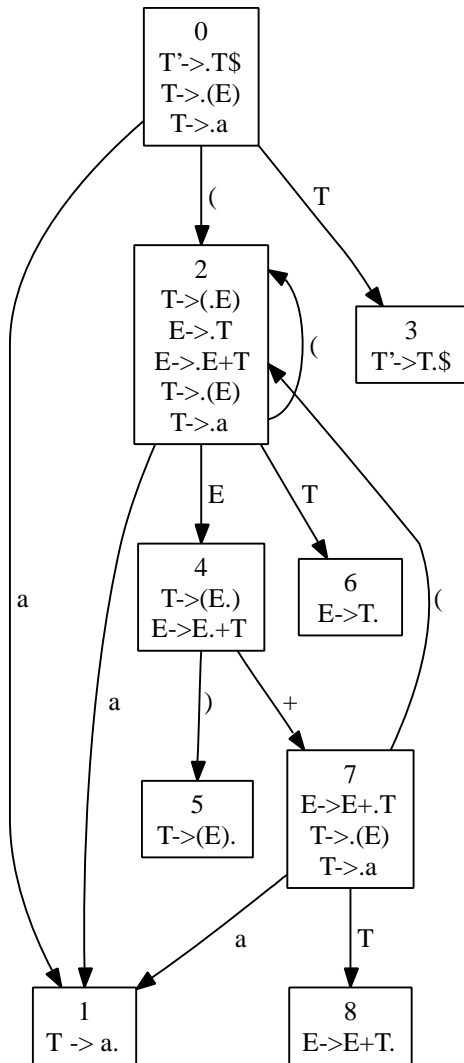 0
T'->.T$
T->.(E)
T->.a
(
T
2
T->(.E)
E->.T
E->.E+T
T->.(E)
T->.a
(
3
T'->T.$
E
T
4
T->(E.)
E->E.+T
6
E->T.
a
a
(
)
+
5
T->(E).
7
E->E+.T
T->.(E)
T->.a
a
T
1
T -> a.
8
E->E+T.